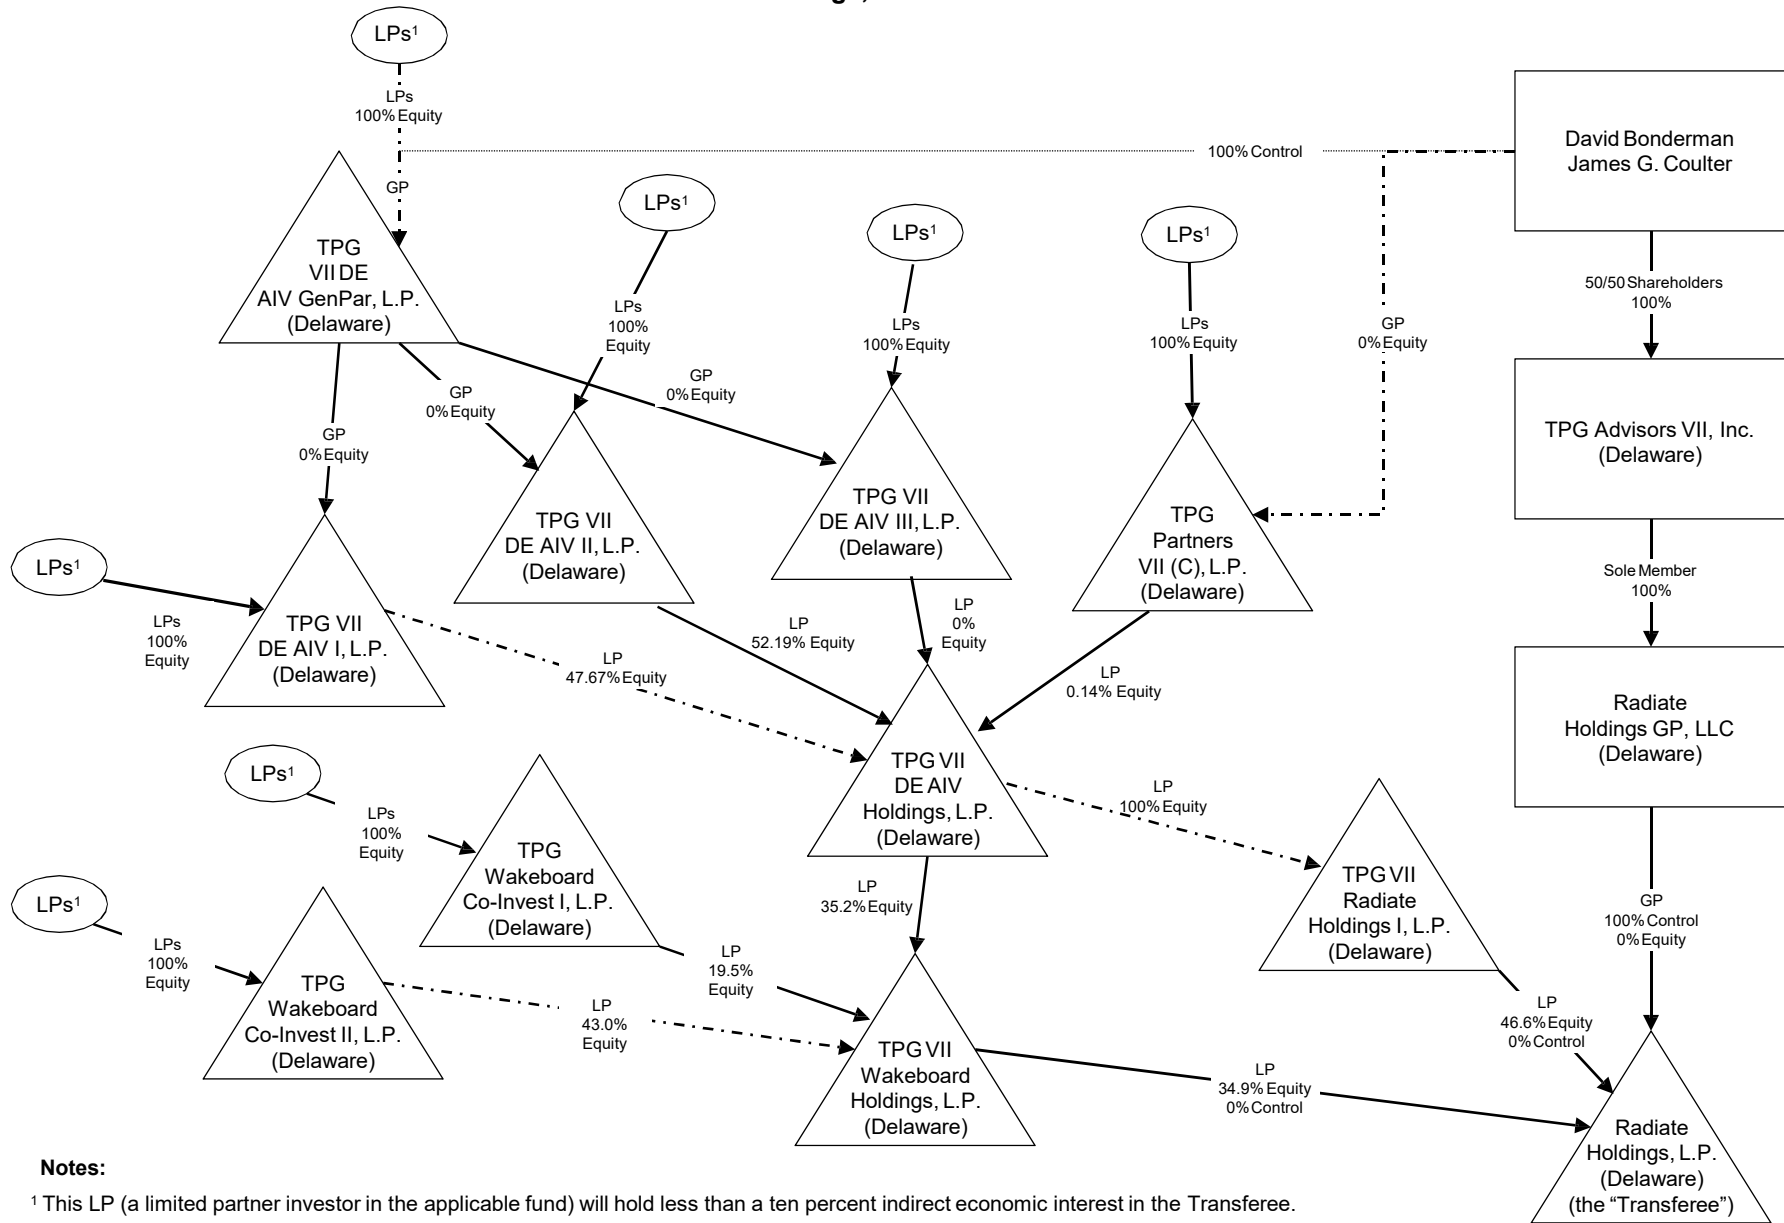 LPs¹
LPs
100% Equity
GP
100% Control
David Bonderman
James G. Coulter
TPG
VII DE
AIV GenPar, L.P.
(Delaware)
LPs¹
LPs
100%
Equity
LPs¹
LPs
100% Equity
LPs¹
LPs
100% Equity
GP
0% Equity
50/50 Shareholders
100%
GP
0% Equity
GP
0% Equity
GP
0% Equity
TPG Advisors VII, Inc.
(Delaware)
TPG VII
DE AIV II, L.P.
(Delaware)
TPG VII
DE AIV III, L.P.
(Delaware)
TPG
Partners
VII (C), L.P.
(Delaware)
LPs¹
LPs
100%
Equity
TPG VII
DE AIV I, L.P.
(Delaware)
LP
47.67% Equity
LP
52.19% Equity
LP
0%
Equity
LP
0.14% Equity
Sole Member
100%
Radiate
Holdings GP, LLC
(Delaware)
TPG VII
DE AIV
Holdings, L.P.
(Delaware)
LP
100% Equity
LPs¹
LPs
100%
Equity
TPG
Wakeboard
Co-Invest I, L.P.
(Delaware)
LP
35.2% Equity
TPG VII
Radiate
Holdings I, L.P.
(Delaware)
GP
100% Control
0% Equity
LPs¹
LPs
100%
Equity
TPG
Wakeboard
Co-Invest II, L.P.
(Delaware)
LP
19.5%
Equity
LP
43.0%
Equity
TPG VII
Wakeboard
Holdings, L.P.
(Delaware)
LP
46.6% Equity
0% Control
LP
34.9% Equity
0% Control
Radiate
Holdings, L.P.
(Delaware)
(the “Transferee”)
Notes:
¹ This LP (a limited partner investor in the applicable fund) will hold less than a ten percent indirect economic interest in the Transferee.